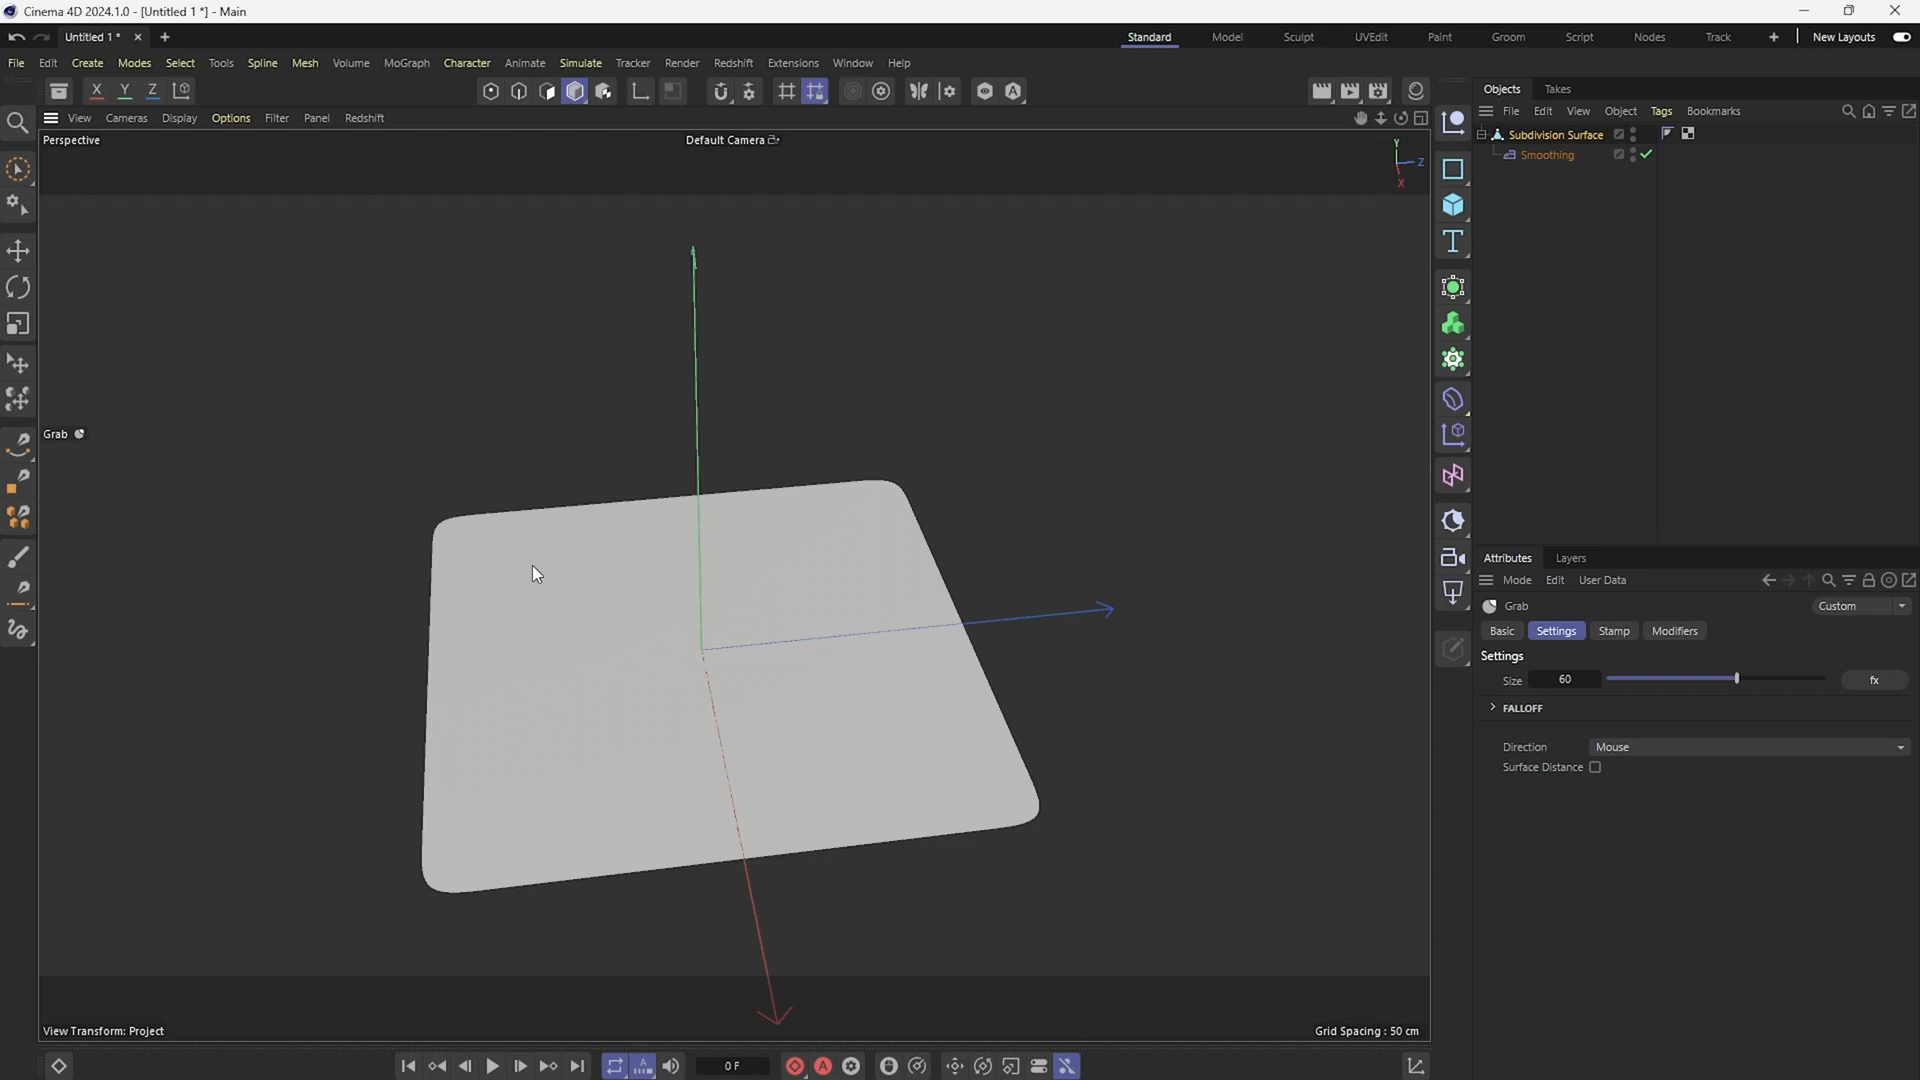 Cinema 4D 2024.1.0 - [Untitled 1 *] - Main
Untitled 1 *
Standard Model Sculpt UVEdit Paint Groom Script Nodes Track New Layouts
File Edit Create Modes Select Tools Spline Mesh Volume MoGraph Character Animate Simulate Tracker Render Redshift Extensions Window Help
X Y Z
Objects Takes
View Cameras Display Options Filter Panel Redshift
File Edit View Object Tags Bookmarks
Perspective
Default Camera
Y
Z
X
Subdivision Surface
Smoothing
Grab
Attributes Layers
Mode Edit User Data
Grab Custom
Basic Settings Stamp Modifiers
Settings
Size 60 fx
FALLOFF
Direction Mouse
Surface Distance
View Transform: Project
Grid Spacing : 50 cm
0 F